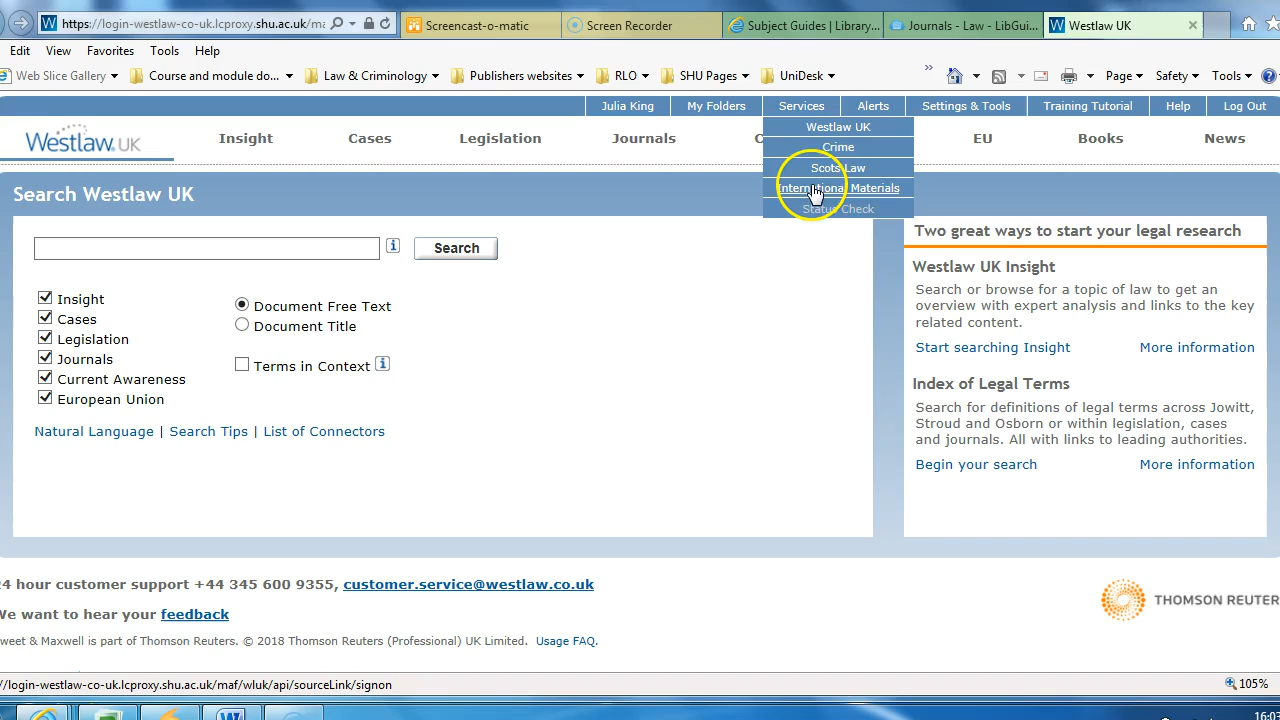 https://login-westlaw-co-uk.lcproxy.shu.ac.uk/ma
Screencast-o-matic
Screen Recorder
Subject Guides | Library...
Journals - Law - LibGui...
Westlaw UK
Edit View Favorites Tools Help
Web Slice Gallery
Course and module do...
Law & Criminology
Publishers websites
RLO
SHU Pages
UniDesk
»
Page
Safety
Tools
Julia King My Folders Services Alerts Settings & Tools Training Tutorial Help Log Out
Westlaw.UK
Insight Cases Legislation Journals C EU Books News
Westlaw UK
Crime
Scots Law
International Materials
Status Check
Search Westlaw UK
Search
Insight
Cases
Legislation
Journals
Current Awareness
European Union
Document Free Text
Document Title
Terms in Context
Natural Language | Search Tips | List of Connectors
Two great ways to start your legal research
Westlaw UK Insight
Search or browse for a topic of law to get an
overview with expert analysis and links to the key
related content.
Start searching Insight More information
Index of Legal Terms
Search for definitions of legal terms across Jowitt,
Stroud and Osborn or within legislation, cases
and journals. All with links to leading authorities.
Begin your search More information
24 hour customer support +44 345 600 9355, customer.service@westlaw.co.uk
We want to hear your feedback
weet & Maxwell is part of Thomson Reuters. © 2018 Thomson Reuters (Professional) UK Limited. Usage FAQ.
THOMSON REUTER
//login-westlaw-co-uk.lcproxy.shu.ac.uk/maf/wluk/api/sourceLink/signon
105%
16:03